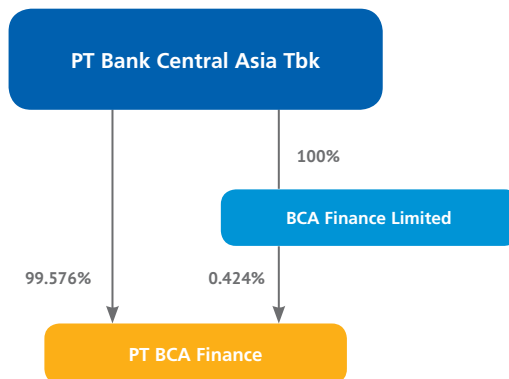 PT Bank Central Asia Tbk
100%
BCA Finance Limited
99.576%
0.424%
PT BCA Finance